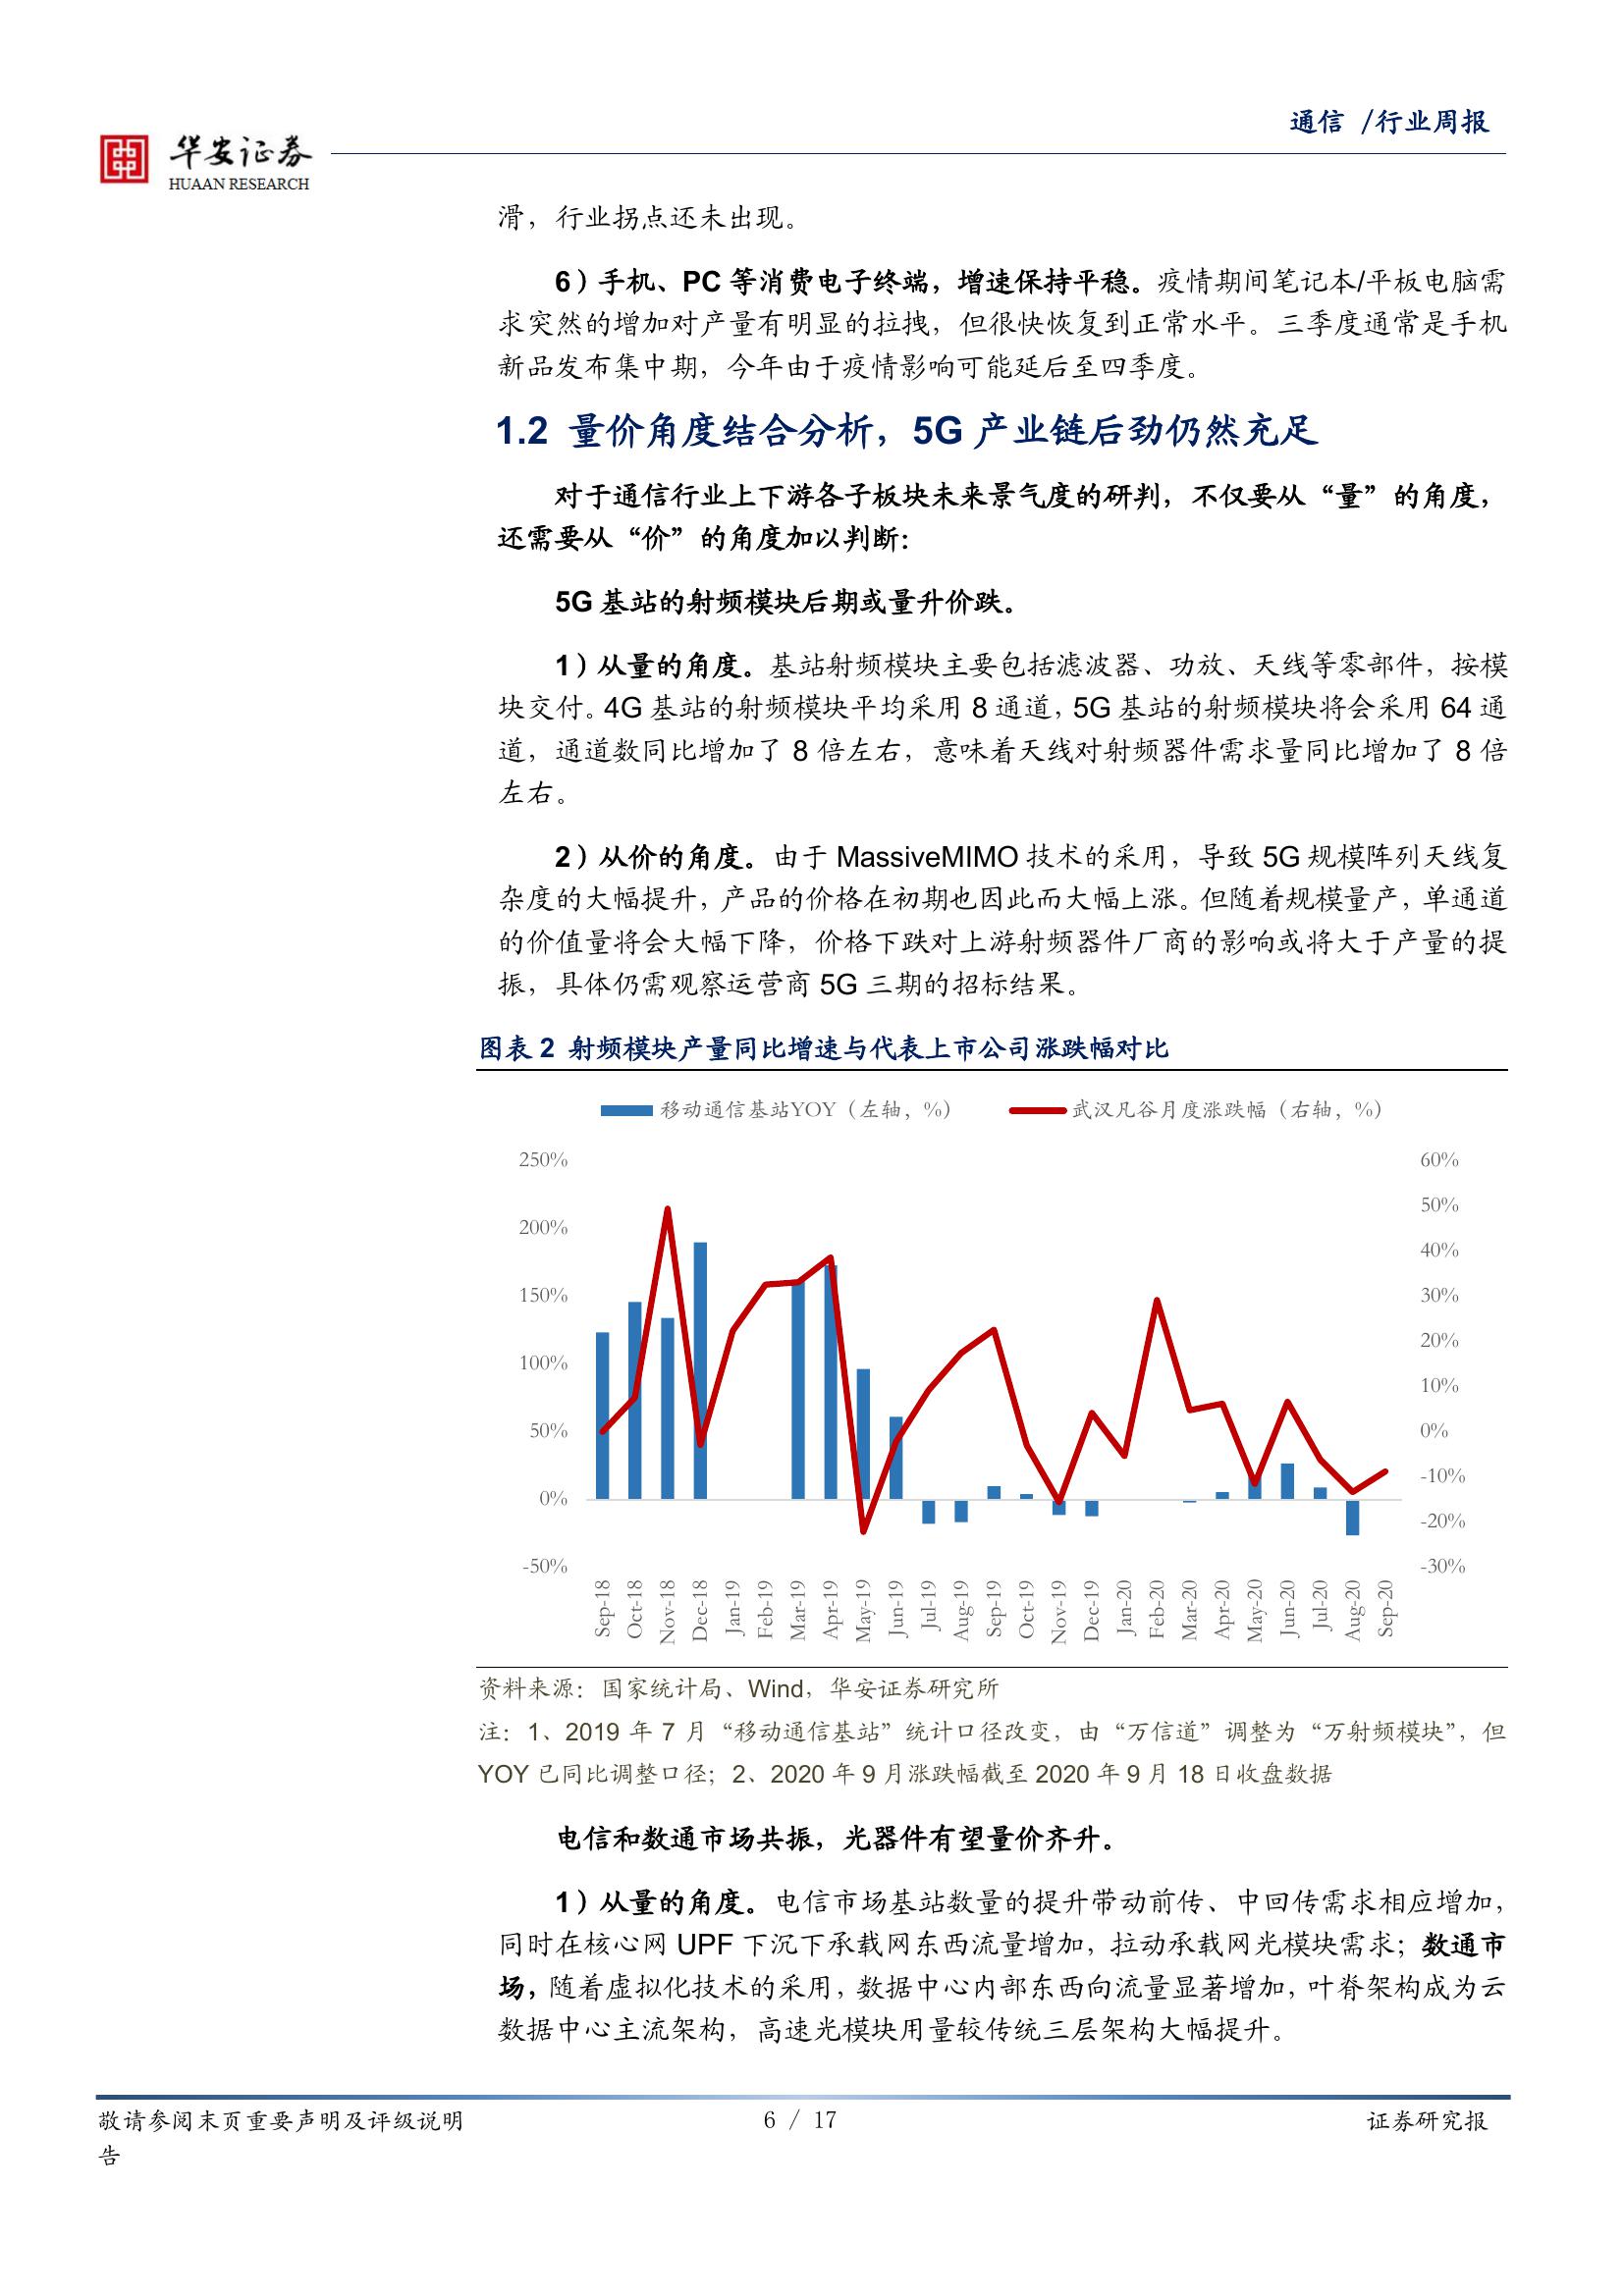 通信 /行业周报
华安证券
HUAAN RESEARCH
滑，行业拐点还未出现。
6）手机、PC 等消费电子终端，增速保持平稳。疫情期间笔记本/平板电脑需
求突然的增加对产量有明显的拉拽，但很快恢复到正常水平。三季度通常是手机
新品发布集中期，今年由于疫情影响可能延后至四季度。
1.2 量价角度结合分析，5G 产业链后劲仍然充足
对于通信行业上下游各子板块未来景气度的研判，不仅要从“量”的角度，
还需要从“价”的角度加以判断：
5G 基站的射频模块后期或量升价跌。
1）从量的角度。基站射频模块主要包括滤波器、功放、天线等零部件，按模
块交付。4G 基站的射频模块平均采用 8 通道，5G 基站的射频模块将会采用 64 通
道，通道数同比增加了 8 倍左右，意味着天线对射频器件需求量同比增加了 8 倍
左右。
2）从价的角度。由于 MassiveMIMO 技术的采用，导致 5G 规模阵列天线复
杂度的大幅提升，产品的价格在初期也因此而大幅上涨。但随着规模量产，单通道
的价值量将会大幅下降，价格下跌对上游射频器件厂商的影响或将大于产量的提
振，具体仍需观察运营商 5G 三期的招标结果。
图表 2 射频模块产量同比增速与代表上市公司涨跌幅对比
移动通信基站YOY（左轴，%） 武汉凡谷月度涨跌幅（右轴，%）
250% 60%
50%
200%
40%
150% 30%
20%
100%
10%
50% 0%
-10%
0%
-20%
-50% -30%
Sep-18 Oct-18 Nov-18 Dec-18 Jan-19 Feb-19 Mar-19 Apr-19 May-19 Jun-19 Jul-19 Aug-19 Sep-19 Oct-19 Nov-19 Dec-19 Jan-20 Feb-20 Mar-20 Apr-20 May-20 Jun-20 Jul-20 Aug-20 Sep-20
资料来源：国家统计局、Wind，华安证券研究所
注：1、2019 年 7 月“移动通信基站”统计口径改变，由“万信道”调整为“万射频模块”，但
YOY 已同比调整口径；2、2020 年 9 月涨跌幅截至 2020 年 9 月 18 日收盘数据
电信和数通市场共振，光器件有望量价齐升。
1）从量的角度。电信市场基站数量的提升带动前传、中回传需求相应增加，
同时在核心网 UPF 下沉下承载网东西流量增加，拉动承载网光模块需求；数通市
场，随着虚拟化技术的采用，数据中心内部东西向流量显著增加，叶脊架构成为云
数据中心主流架构，高速光模块用量较传统三层架构大幅提升。
敬请参阅末页重要声明及评级说明 6 / 17 证券研究报
告